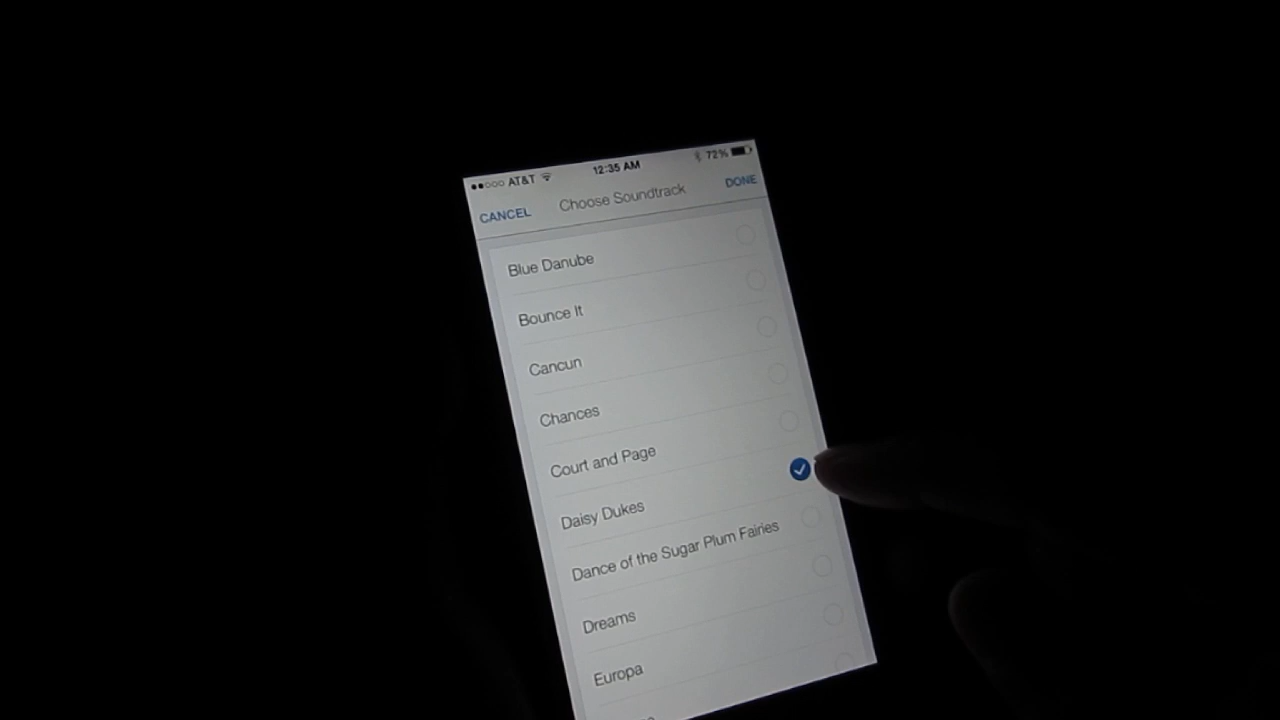 AT&T 12:35 AM 72%
CANCEL Choose Soundtrack DONE
Blue Danube
Bounce It
Cancun
Chances
Court and Page
Daisy Dukes
Dance of the Sugar Plum Fairies
Dreams
Europa